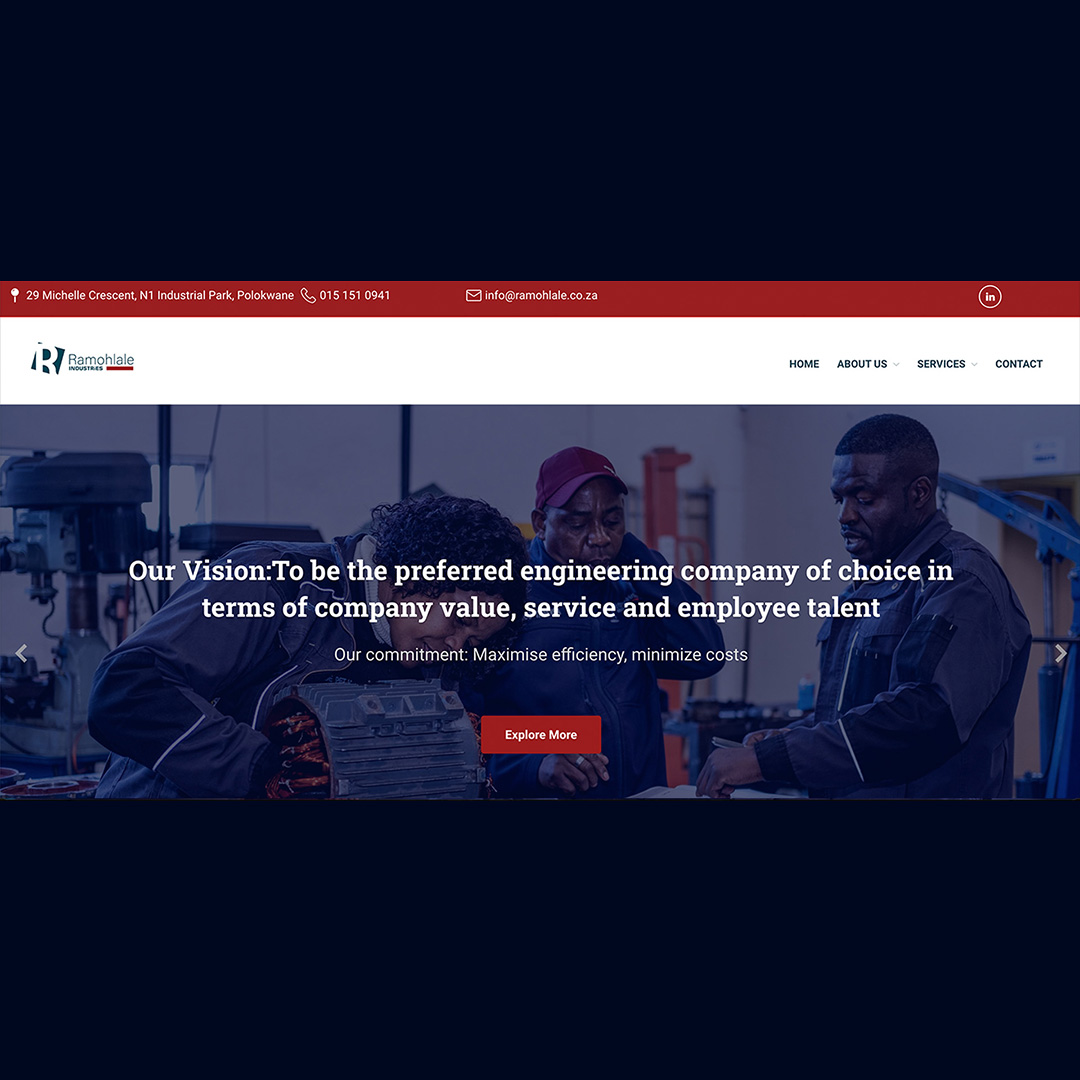 29 Michelle Crescent, N1 Industrial Park, Polokwane 015 151 0941 info@ramohlale.co.za in
R Ramohlale
INDUSTRIES
HOME ABOUT US SERVICES CONTACT
Our Vision:To be the preferred engineering company of choice in
terms of company value, service and employee talent
Our commitment: Maximise efficiency, minimize costs
Explore More